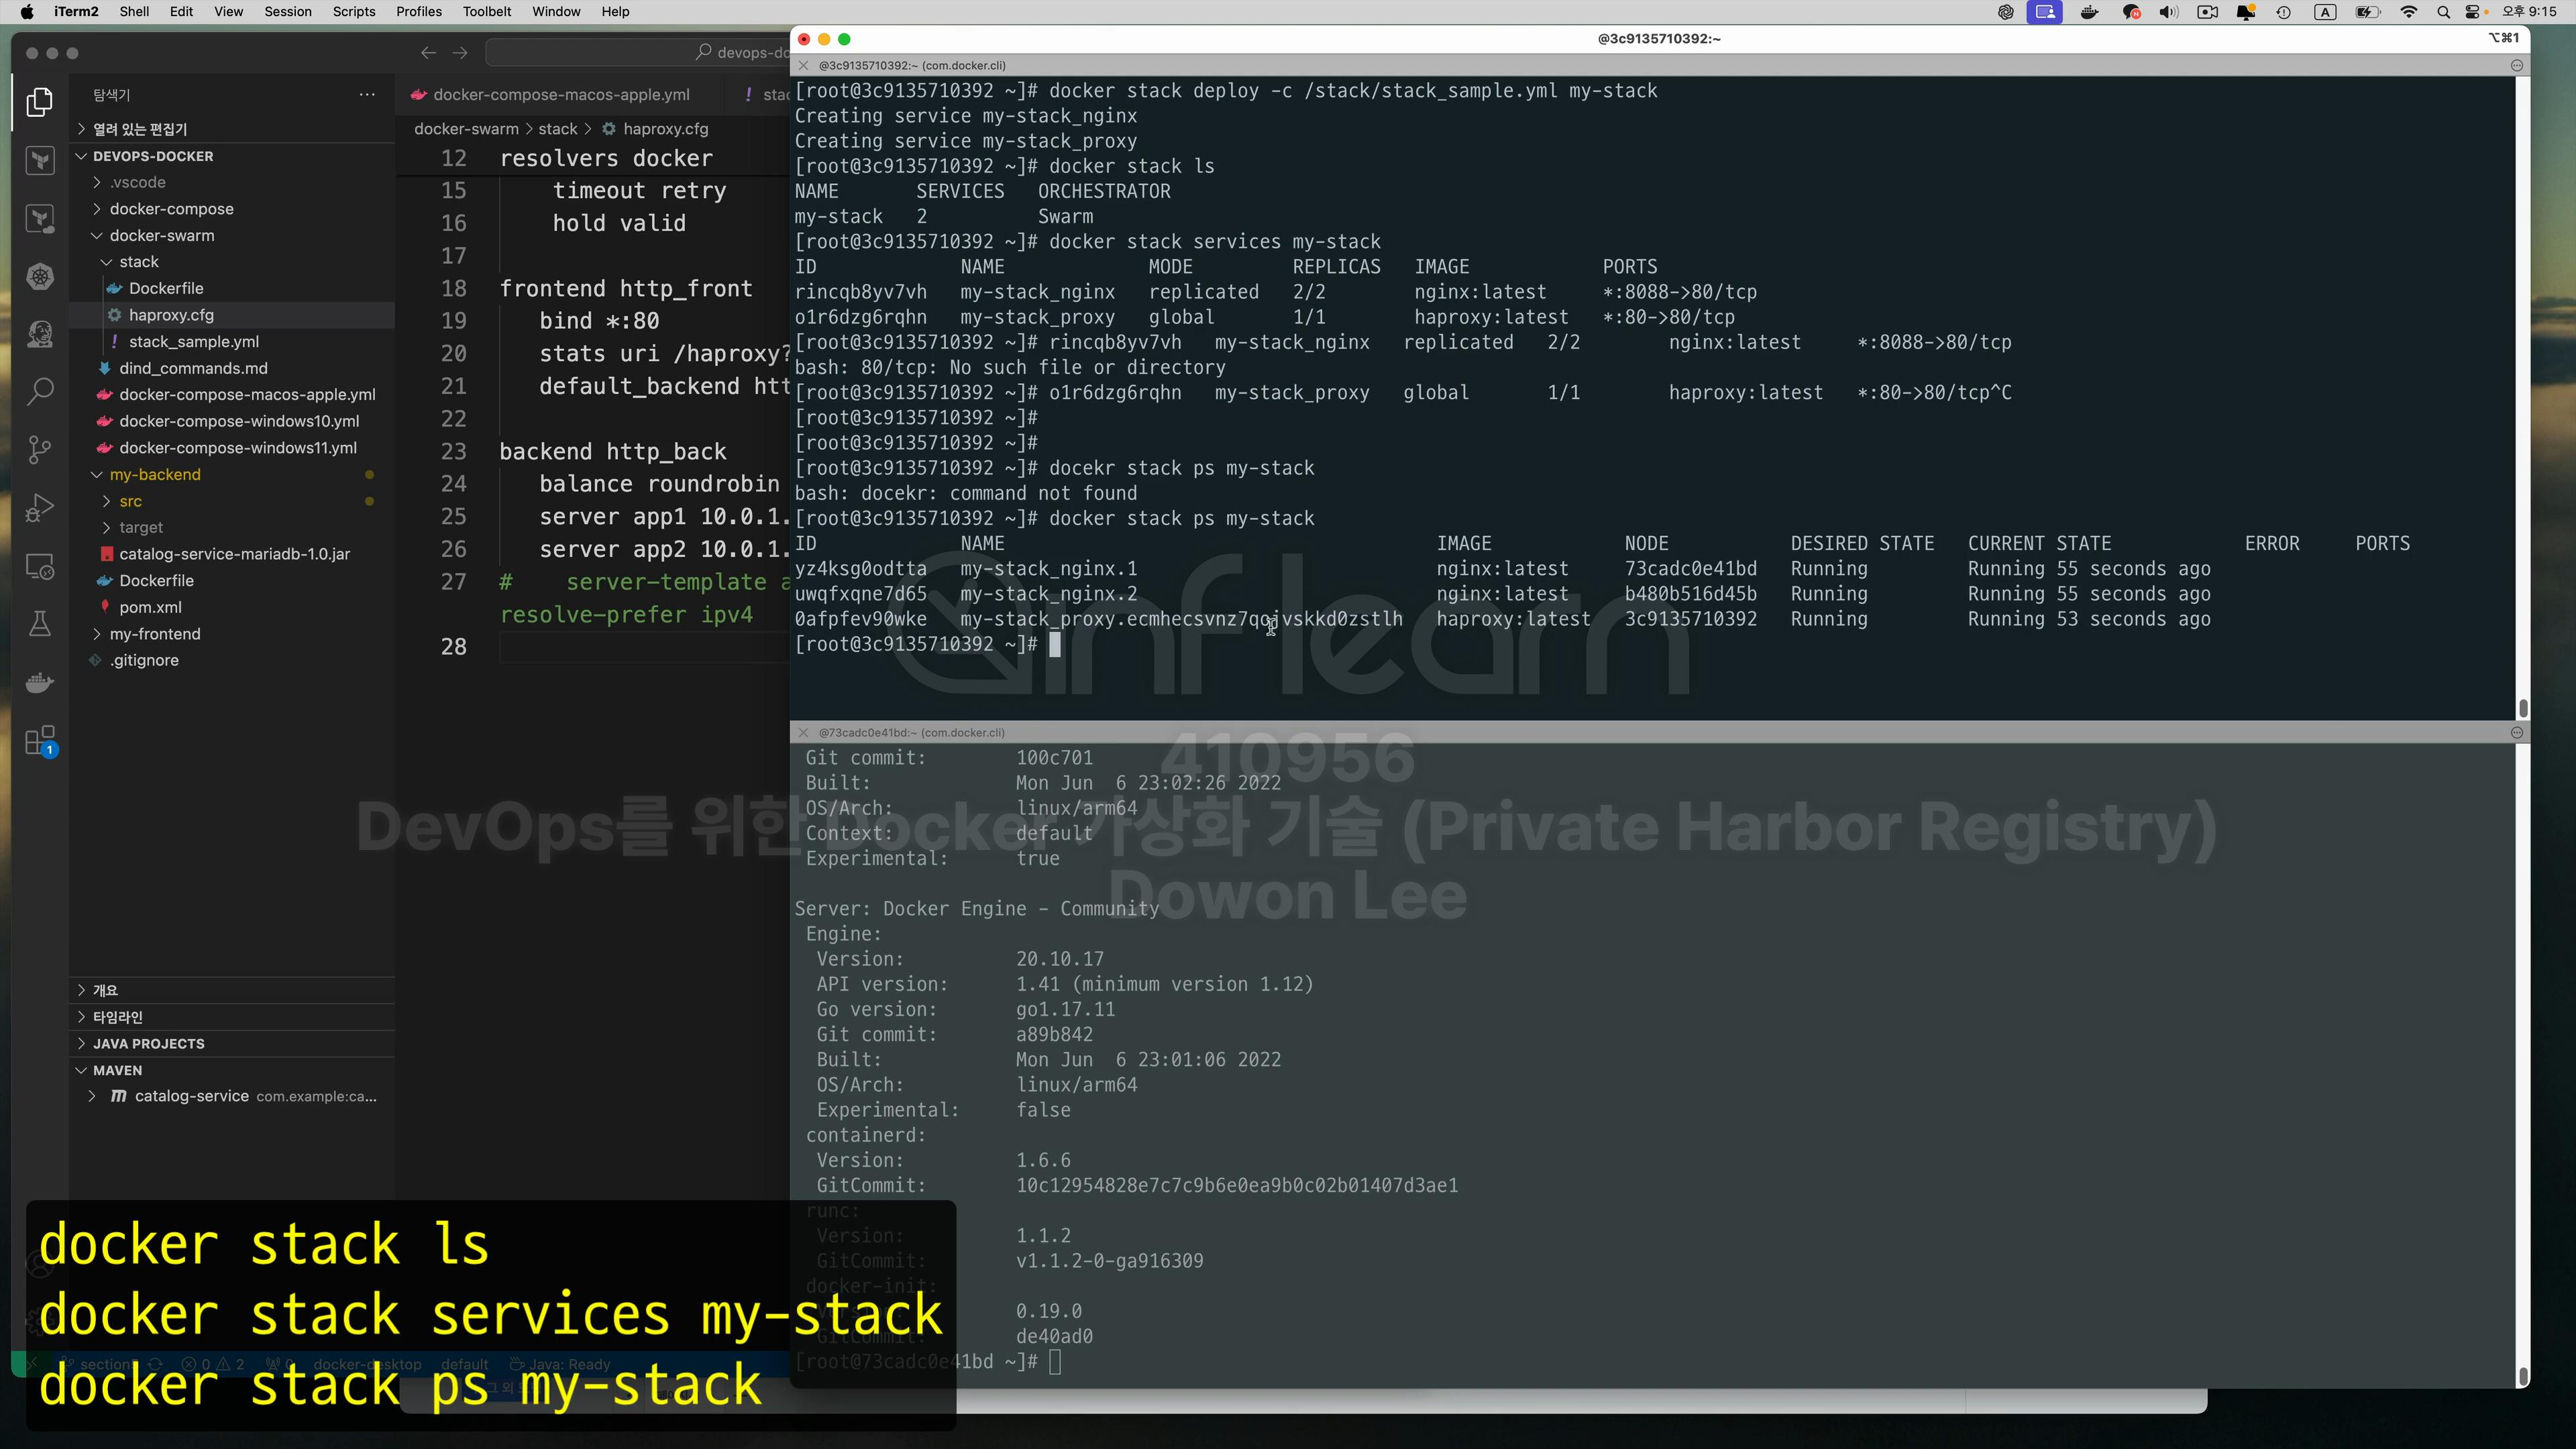 iTerm2 Shell Edit View Session Scripts Profiles Toolbelt Window Help
A 오후 9:15
devops-do
탐색기
열려 있는 편집기
DEVOPS-DOCKER
.vscode
docker-compose
docker-swarm
stack
Dockerfile
haproxy.cfg
! stack_sample.yml
dind_commands.md
docker-compose-macos-apple.yml
docker-compose-windows10.yml
docker-compose-windows11.yml
my-backend
src
target
catalog-service-mariadb-1.0.jar
Dockerfile
pom.xml
my-frontend
.gitignore
개요
타임라인
JAVA PROJECTS
MAVEN
catalog-service com.example:ca...
1
docker-compose-macos-apple.yml ! stac
docker-swarm > stack > haproxy.cfg
12 resolvers docker
15 timeout retry
16 hold valid
17
18 frontend http_front
19 bind *:80
20 stats uri /haproxy?
21 default_backend htt
22
23 backend http_back
24 balance roundrobin
25 server app1 10.0.1.
26 server app2 10.0.1.
27 # server-template a
resolve-prefer ipv4
28
@3c9135710392:~
⌥⌘1
@3c9135710392:~ (com.docker.cli)
[root@3c9135710392 ~]# docker stack deploy -c /stack/stack_sample.yml my-stack
Creating service my-stack_nginx
Creating service my-stack_proxy
[root@3c9135710392 ~]# docker stack ls
NAME SERVICES ORCHESTRATOR
my-stack 2 Swarm
[root@3c9135710392 ~]# docker stack services my-stack
ID NAME MODE REPLICAS IMAGE PORTS
rincqb8yv7vh my-stack_nginx replicated 2/2 nginx:latest *:8088->80/tcp
o1r6dzg6rqhn my-stack_proxy global 1/1 haproxy:latest *:80->80/tcp
[root@3c9135710392 ~]# rincqb8yv7vh my-stack_nginx replicated 2/2 nginx:latest *:8088->80/tcp
bash: 80/tcp: No such file or directory
[root@3c9135710392 ~]# o1r6dzg6rqhn my-stack_proxy global 1/1 haproxy:latest *:80->80/tcp^C
[root@3c9135710392 ~]#
[root@3c9135710392 ~]#
[root@3c9135710392 ~]# docekr stack ps my-stack
bash: docekr: command not found
[root@3c9135710392 ~]# docker stack ps my-stack
ID NAME IMAGE NODE DESIRED STATE CURRENT STATE ERROR PORTS
yz4ksg0odtta my-stack_nginx.1 nginx:latest 73cadc0e41bd Running Running 55 seconds ago
uwqfxqne7d65 my-stack_nginx.2 nginx:latest b480b516d45b Running Running 55 seconds ago
0afpfev90wke haproxy:latest 3c9135710392 Running Running 53 seconds ago
[root@3c9135710392 ~]#
inflearn
@73cadc0e41bd:~ (com.docker.cli)
Git commit: 100c701
Built: Mon Jun 6 23:02:26 2022
OS/Arch: linux/arm64
Context: default
Experimental: true
410956
DevOps를 위한 Docker 가상화 기술 (Private Harbor Registry)
Dowon Lee
Server: Docker Engine - Community
Engine:
Version: 20.10.17
API version: 1.41 (minimum version 1.12)
Go version: go1.17.11
Git commit: a89b842
Built: Mon Jun 6 23:01:06 2022
OS/Arch: linux/arm64
Experimental: false
containerd:
Version: 1.6.6
GitCommit: 10c12954828e7c7c9b6e0ea9b0c02b01407d3ae1
runc:
Version: 1.1.2
GitCommit: v1.1.2-0-ga916309
docker-init:
Version: 0.19.0
GitCommit: de40ad0
[root@73cadc0e41bd ~]#
docker stack ls
docker stack services my-stack
docker stack ps my-stack
0 2 docker-desktop default Java: Ready